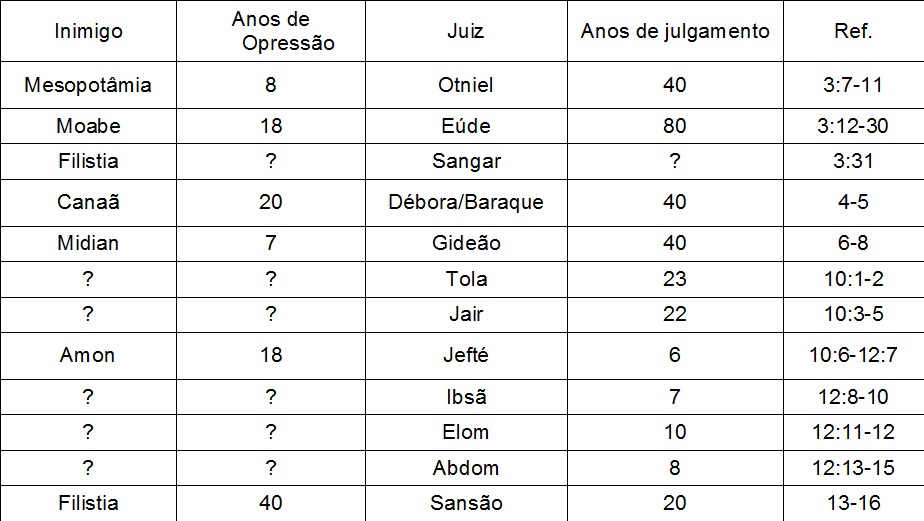 Inimigo Anos de Opressão Juiz Anos de julgamento Ref.
Mesopotâmia 8 Otniel 40 3:7-11
Moabe 18 Eúde 80 3:12-30
Filistia ? Sangar ? 3:31
Canaã 20 Débora/Baraque 40 4-5
Midian 7 Gideão 40 6-8
? ? Tola 23 10:1-2
? ? Jair 22 10:3-5
Amon 18 Jefté 6 10:6-12:7
? ? Ibsã 7 12:8-10
? ? Elom 10 12:11-12
? ? Abdom 8 12:13-15
Filistia 40 Sansão 20 13-16